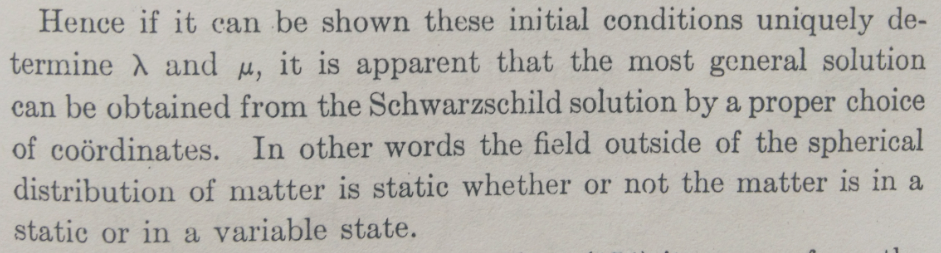 Hence if it can be shown these initial conditions uniquely de-
termine λ and μ, it is apparent that the most general solution
can be obtained from the Schwarzschild solution by a proper choice
of coördinates. In other words the field outside of the spherical
distribution of matter is static whether or not the matter is in a
static or in a variable state.